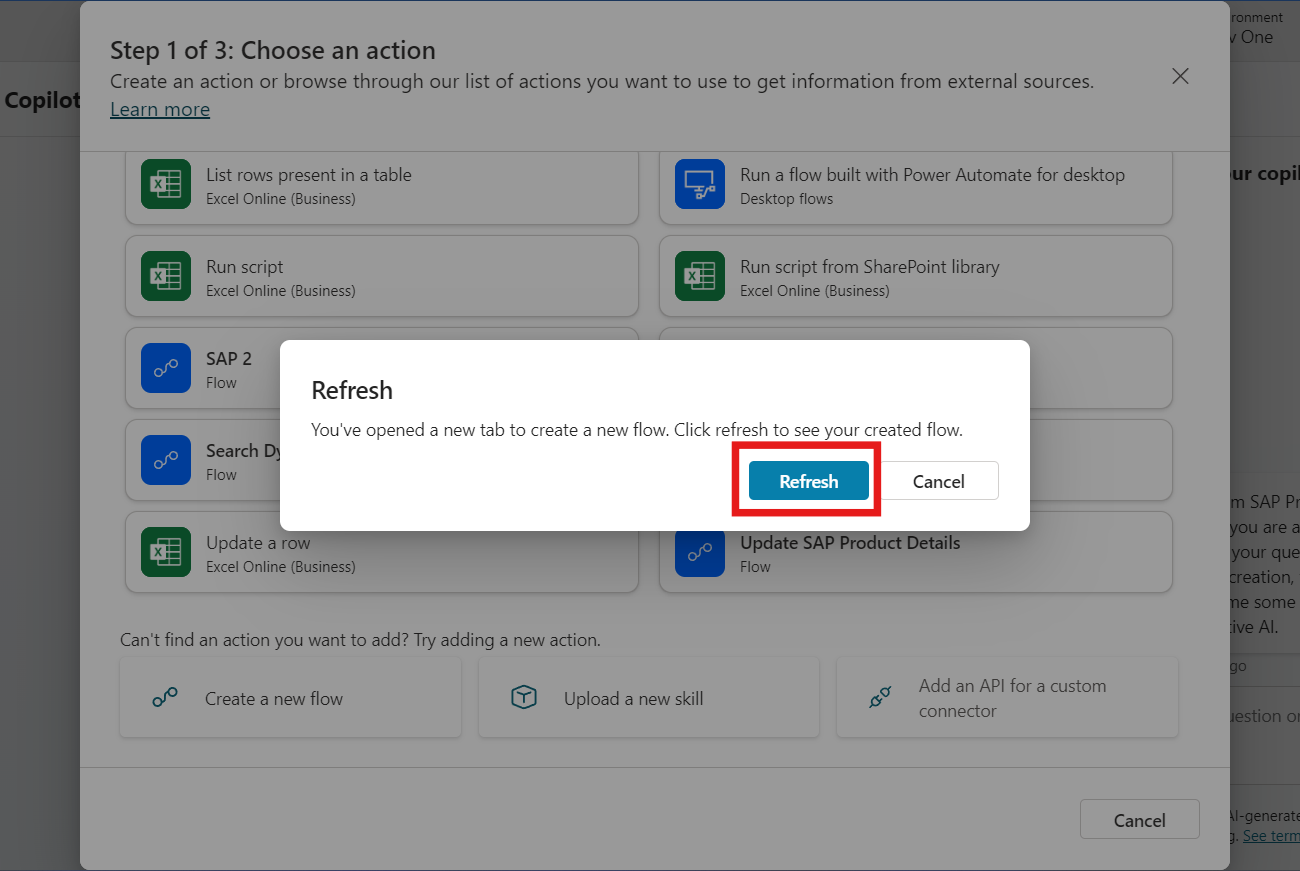 ronment
One
Copilot
Step 1 of 3: Choose an action
Create an action or browse through our list of actions you want to use to get information from external sources.
Learn more
ur copil
List rows present in a table
Excel Online (Business)
Run a flow built with Power Automate for desktop
Desktop flows
Run script
Excel Online (Business)
Run script from SharePoint library
Excel Online (Business)
SAP 2
Flow
Search Dy
Flow
Refresh
You've opened a new tab to create a new flow. Click refresh to see your created flow.
Refresh
Cancel
Update a row
Excel Online (Business)
Update SAP Product Details
Flow
m SAP Pr
you are a
your que
creation,
me some
tive AI.
go
Can't find an action you want to add? Try adding a new action.
Create a new flow
Upload a new skill
Add an API for a custom
connector
uestion or
Cancel
AI-generate
g. See term